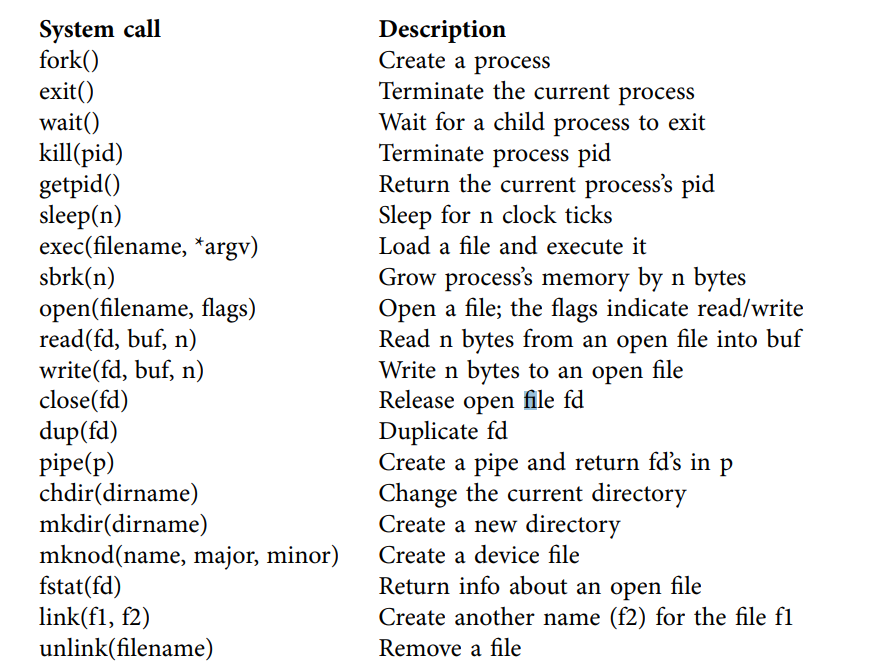 System call Description
fork() Create a process
exit() Terminate the current process
wait() Wait for a child process to exit
kill(pid) Terminate process pid
getpid() Return the current process’s pid
sleep(n) Sleep for n clock ticks
exec(filename, *argv) Load a file and execute it
sbrk(n) Grow process’s memory by n bytes
open(filename, flags) Open a file; the flags indicate read/write
read(fd, buf, n) Read n bytes from an open file into buf
write(fd, buf, n) Write n bytes to an open file
close(fd) Release open file fd
dup(fd) Duplicate fd
pipe(p) Create a pipe and return fd’s in p
chdir(dirname) Change the current directory
mkdir(dirname) Create a new directory
mknod(name, major, minor) Create a device file
fstat(fd) Return info about an open file
link(f1, f2) Create another name (f2) for the file f1
unlink(filename) Remove a file